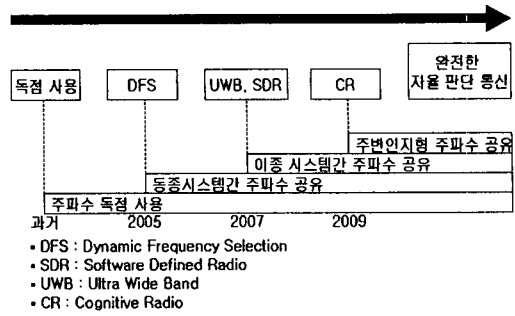 독점 사용
DFS
UWB, SDR
CR
완전한
자율 판단 통신
주변인지형 주파수 공유
이종 시스템간 주파수 공유
동종시스템간 주파수 공유
주파수 독점 사용
과거 2005 2007 2009
▪ DFS : Dynamic Frequency Selection
▪ SDR : Software Defined Radio
▪ UWB : Ultra Wide Band
▪ CR : Cognitive Radio